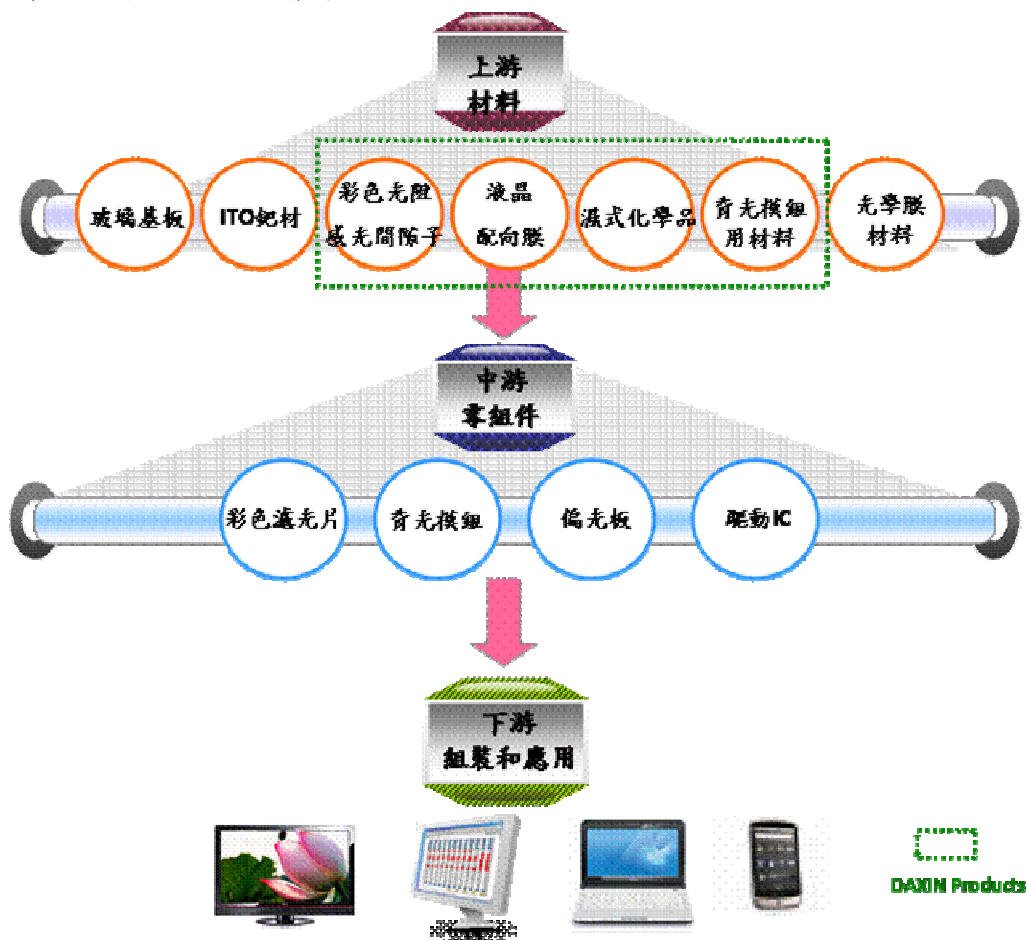 上游
材料
玻璃基板
ITO鈀材
彩色光阻
感光間隙子
液晶
配向膜
濕式化學品
背光模組
用材料
光學膜
材料
中游
零組件
彩色濾光片
背光模組
偏光板
驅動IC
下游
組裝和應用
DAXIN Products